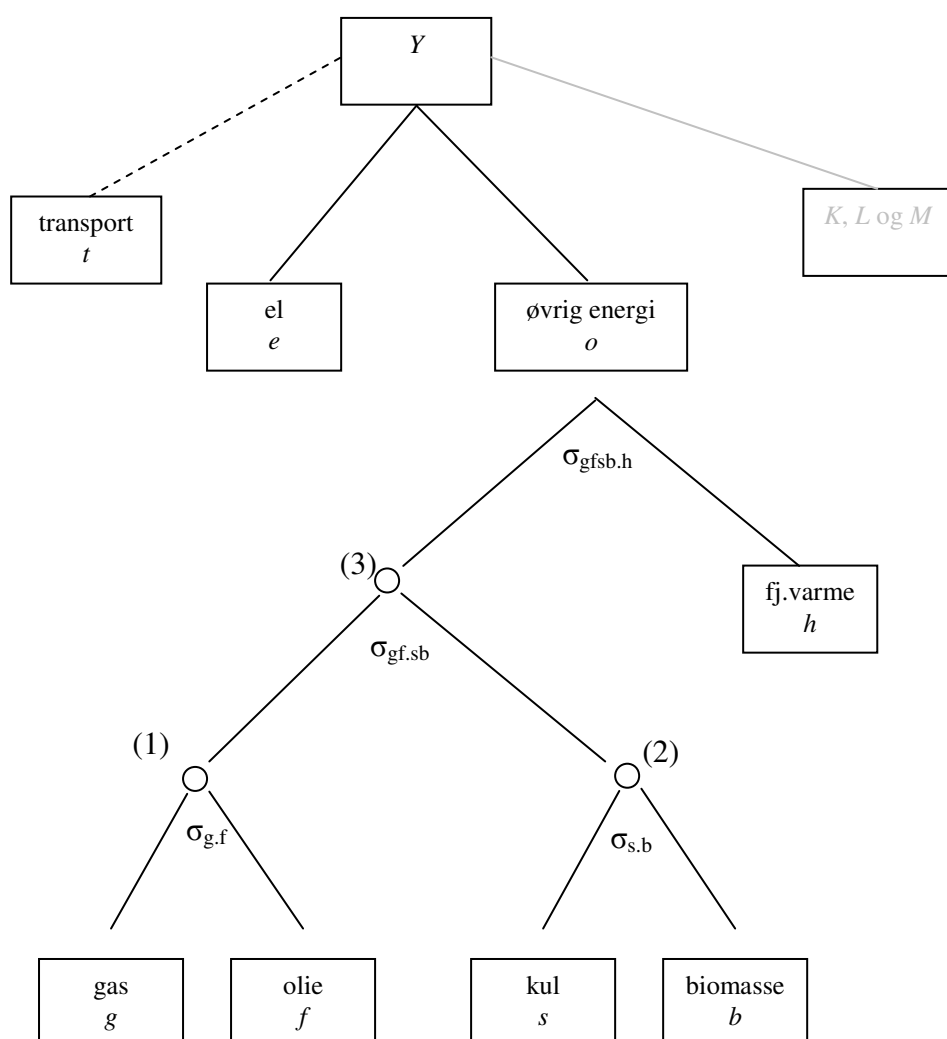 Y
transport
t
K, L og M
el
e
øvrig energi
o
σgfsb.h
(3)
fj.varme
h
σgf.sb
(1)
(2)
σg.f
σs.b
gas
g
olie
f
kul
s
biomasse
b